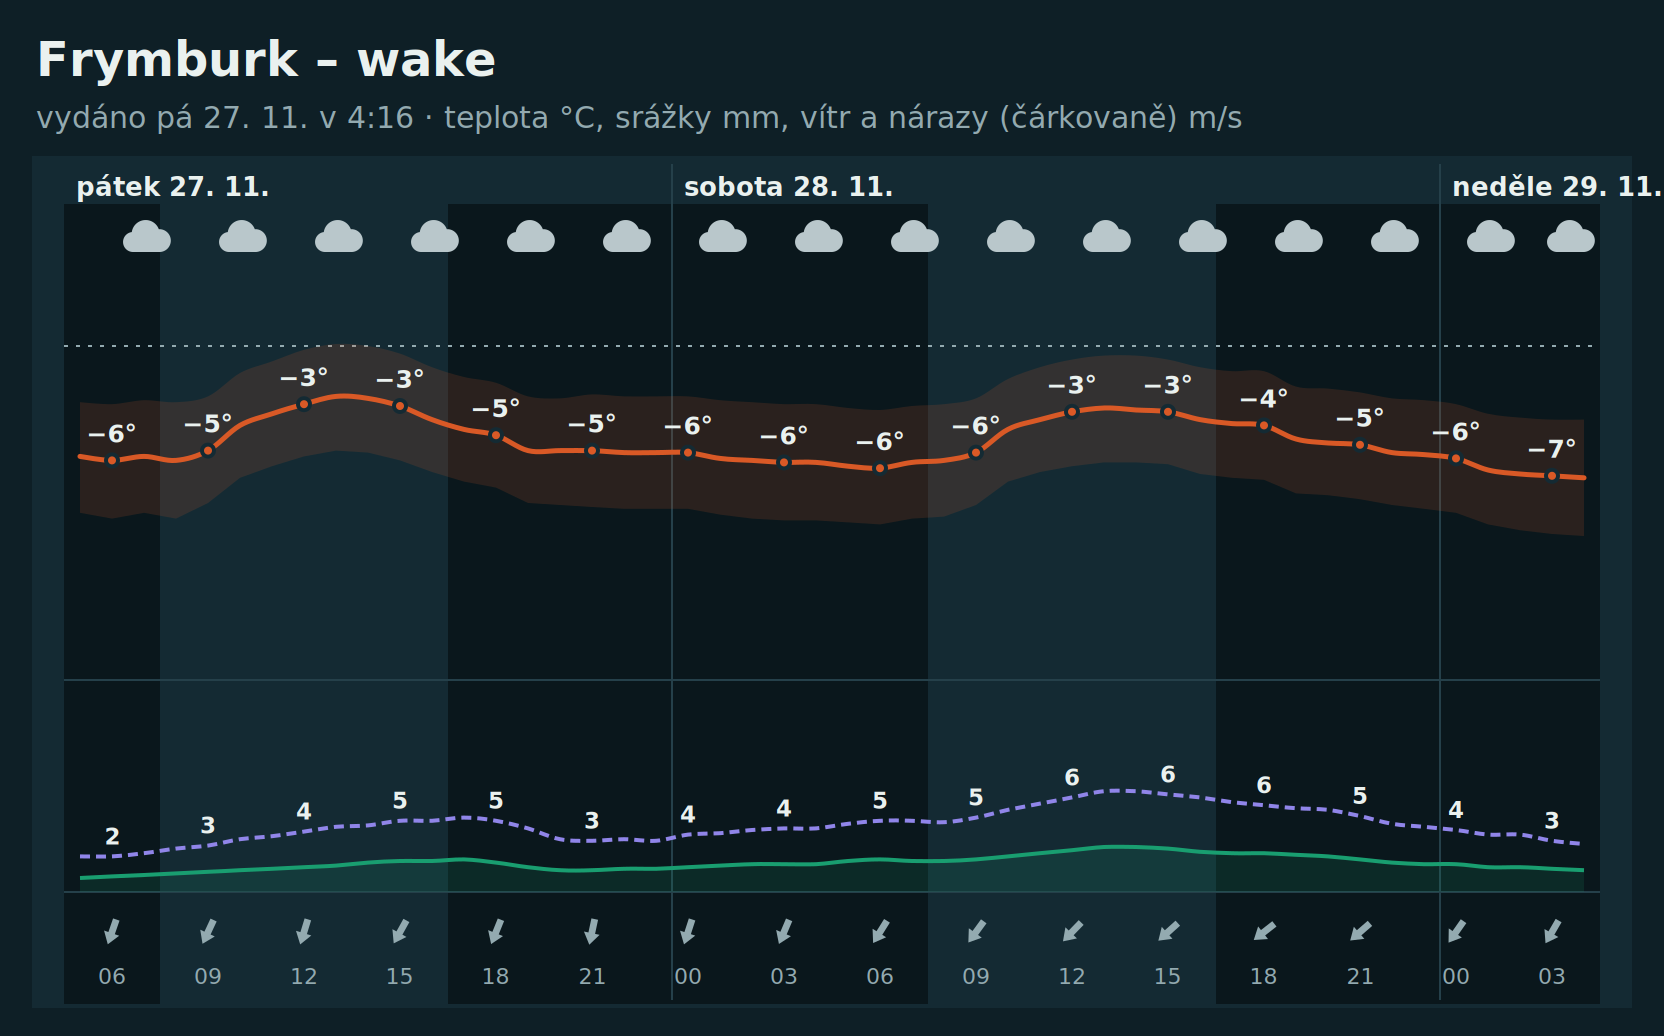 Frymburk – wake
vydáno pá 27. 11. v 4:16 · teplota °C, srážky mm, vítr a nárazy (čárkovaně) m/s
pátek 27. 11. sobota 28. 11. neděle 29. 11.
−6° −5° −3° −3° −5° −5° −6° −6° −6° −6° −3° −3° −4° −5° −6° −7°
2 3 4 5 5 3 4 4 5 5 6 6 6 5 4 3
06 09 12 15 18 21 00 03 06 09 12 15 18 21 00 03